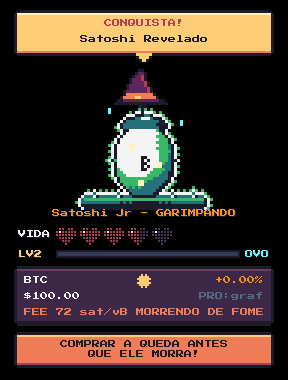 CONQUISTA!
Satoshi Revelado
B
Satoshi Jr - GARIMPANDO
VIDA
LV2 OVO
BTC +0.00%
$100.00 PRO:graf
FEE 72 sat/vB MORRENDO DE FOME
COMPRAR A QUEDA ANTES
QUE ELE MORRA!